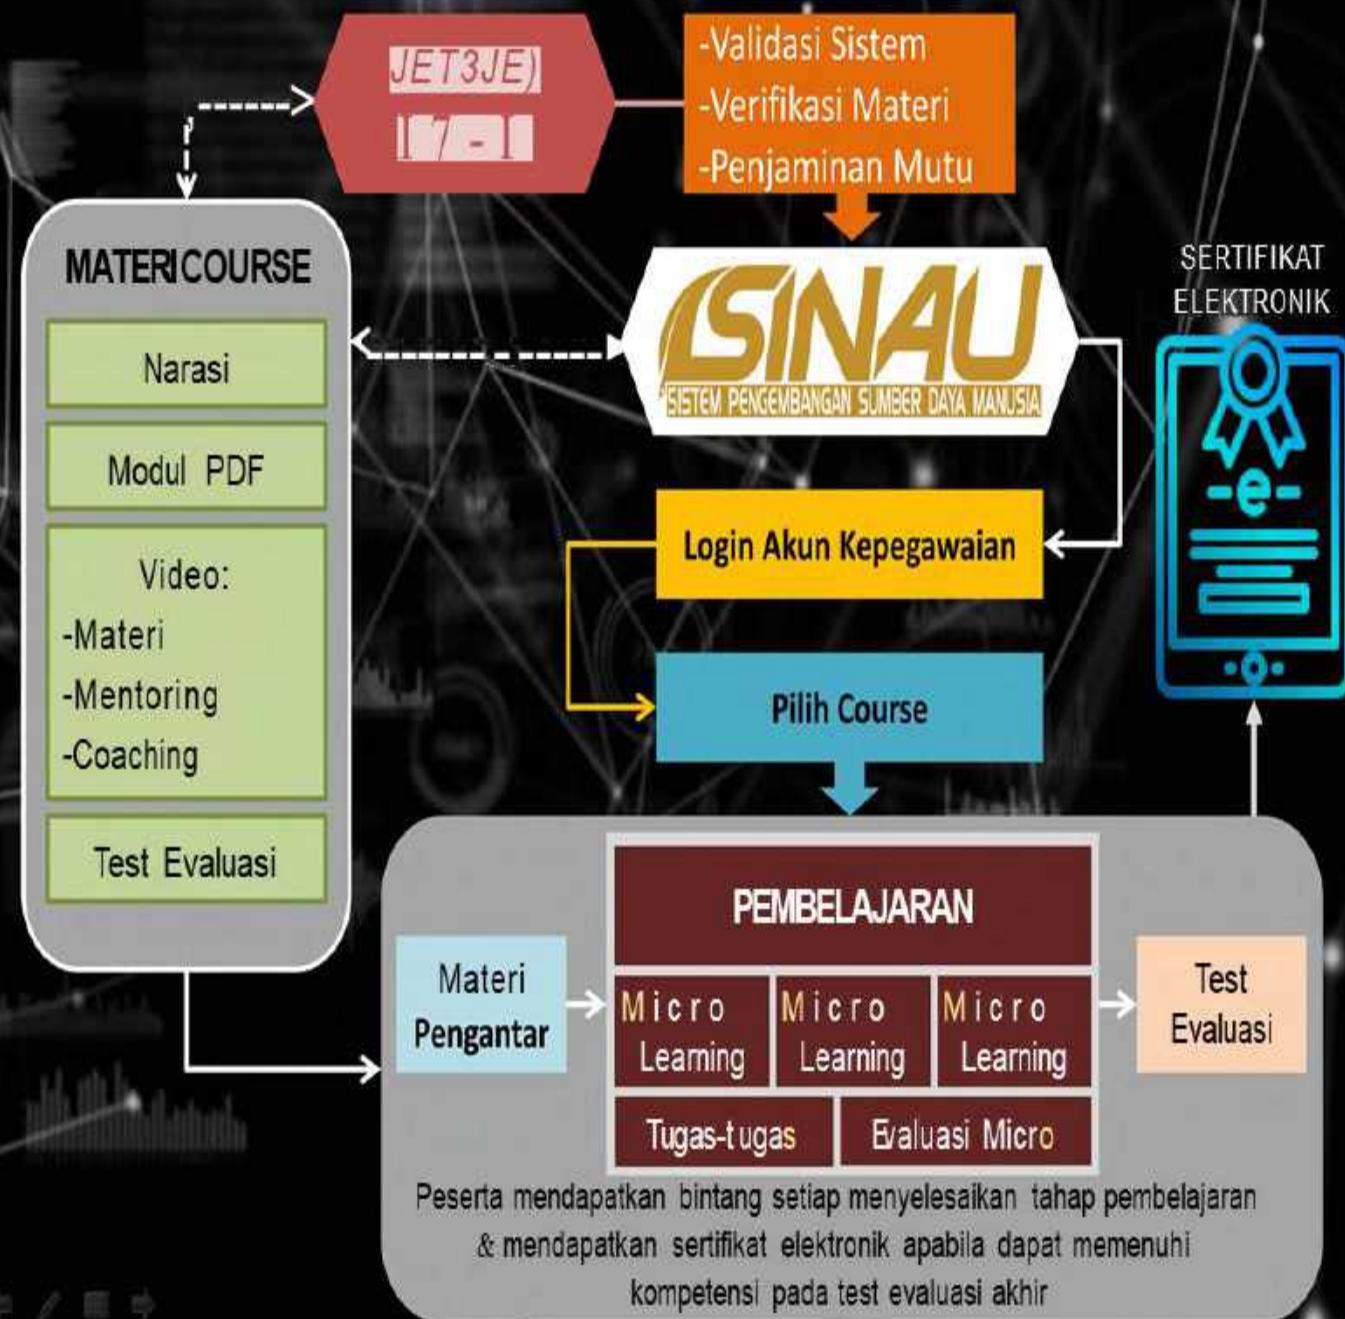 JET3JE)
17-1
-Validasi Sistem
-Verifikasi Materi
-Penjaminan Mutu
MATERI COURSE
Narasi
Modul PDF
Video:
-Materi
-Mentoring
-Coaching
Test Evaluasi
SINAU
SISTEM PENGEMBANGAN SUMBER DAYA MANUSIA
SERTIFIKAT
ELEKTRONIK
-e-
Login Akun Kepegawaian
Pilih Course
Materi
Pengantar
PEMBELAJARAN
Micro
Learning
Micro
Learning
Micro
Learning
Tugas-tugas
Evaluasi Micro
Test
Evaluasi
Peserta mendapatkan bintang setiap menyelesaikan tahap pembelajaran
& mendapatkan sertifikat elektronik apabila dapat memenuhi
kompetensi pada test evaluasi akhir